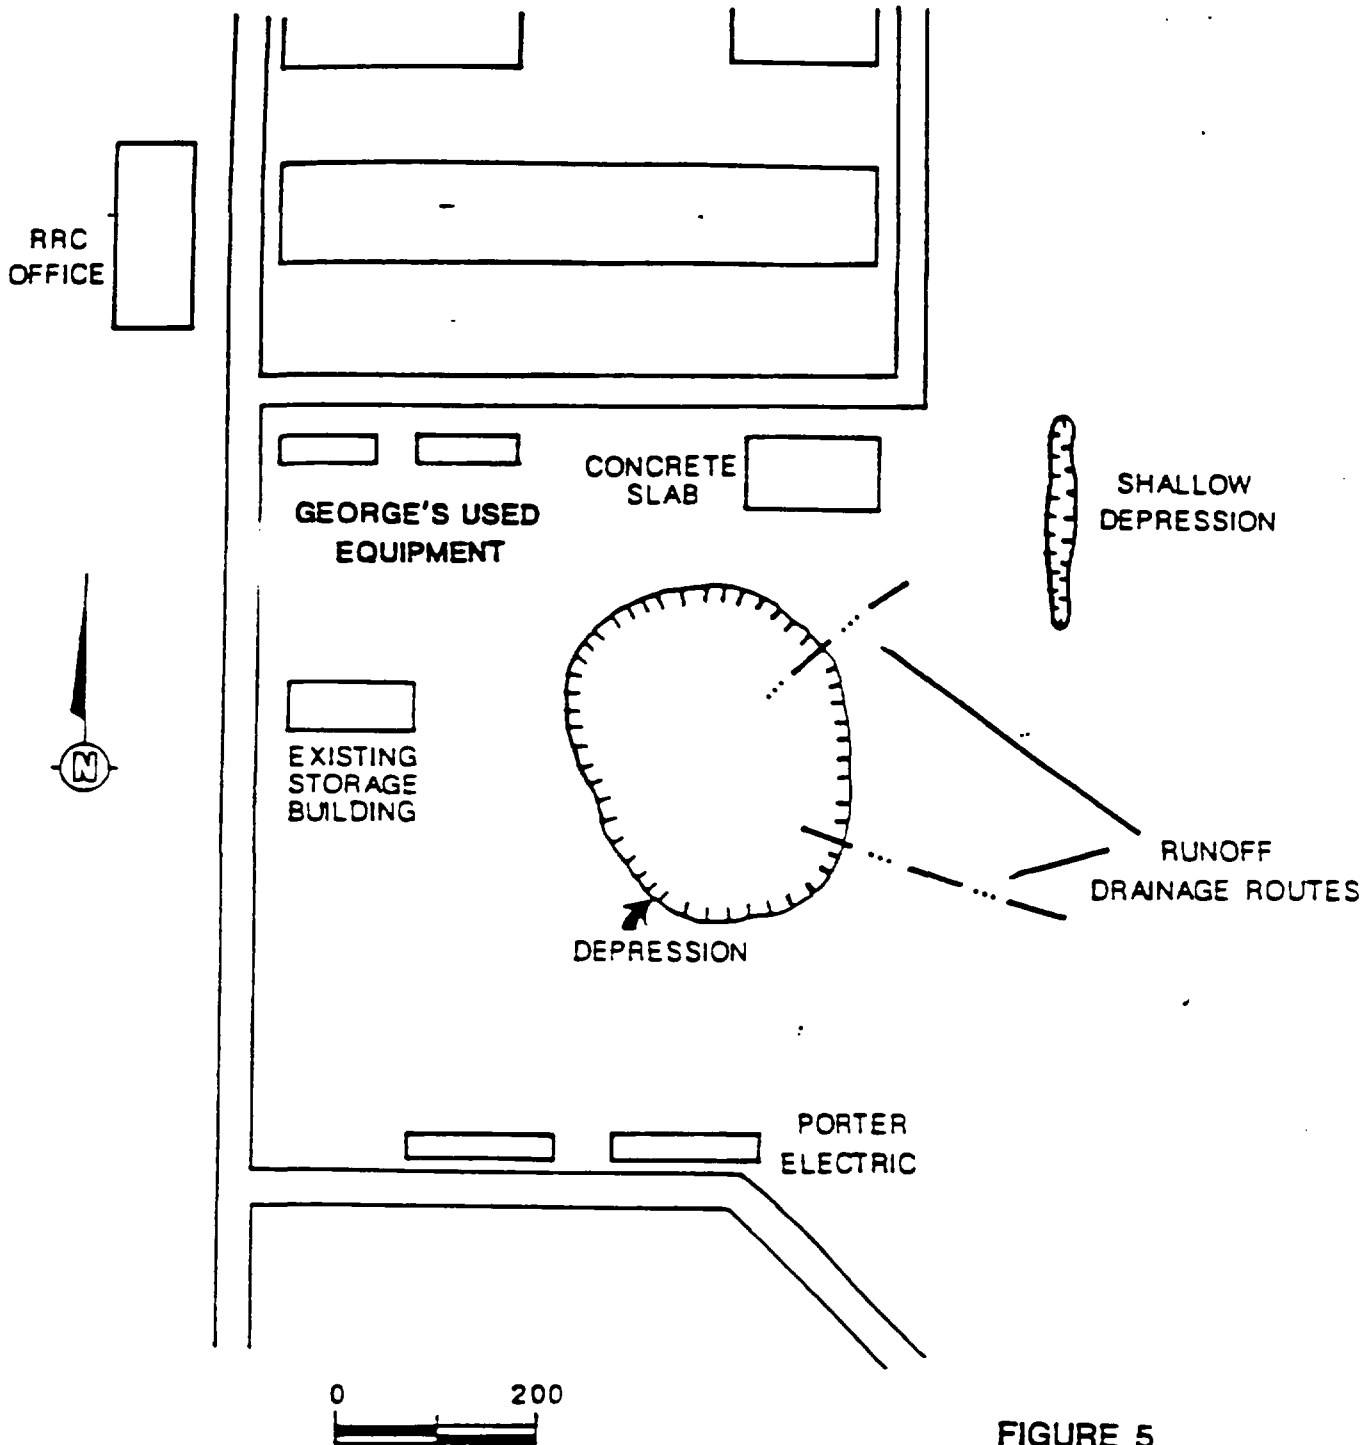 RRC
OFFICE
CONCRETE
SLAB
GEORGE'S USED
EQUIPMENT
SHALLOW
DEPRESSION
EXISTING
STORAGE
BUILDING
N
RUNOFF
DRAINAGE ROUTES
DEPRESSION
PORTER
ELECTRIC
0 200
FIGURE 5